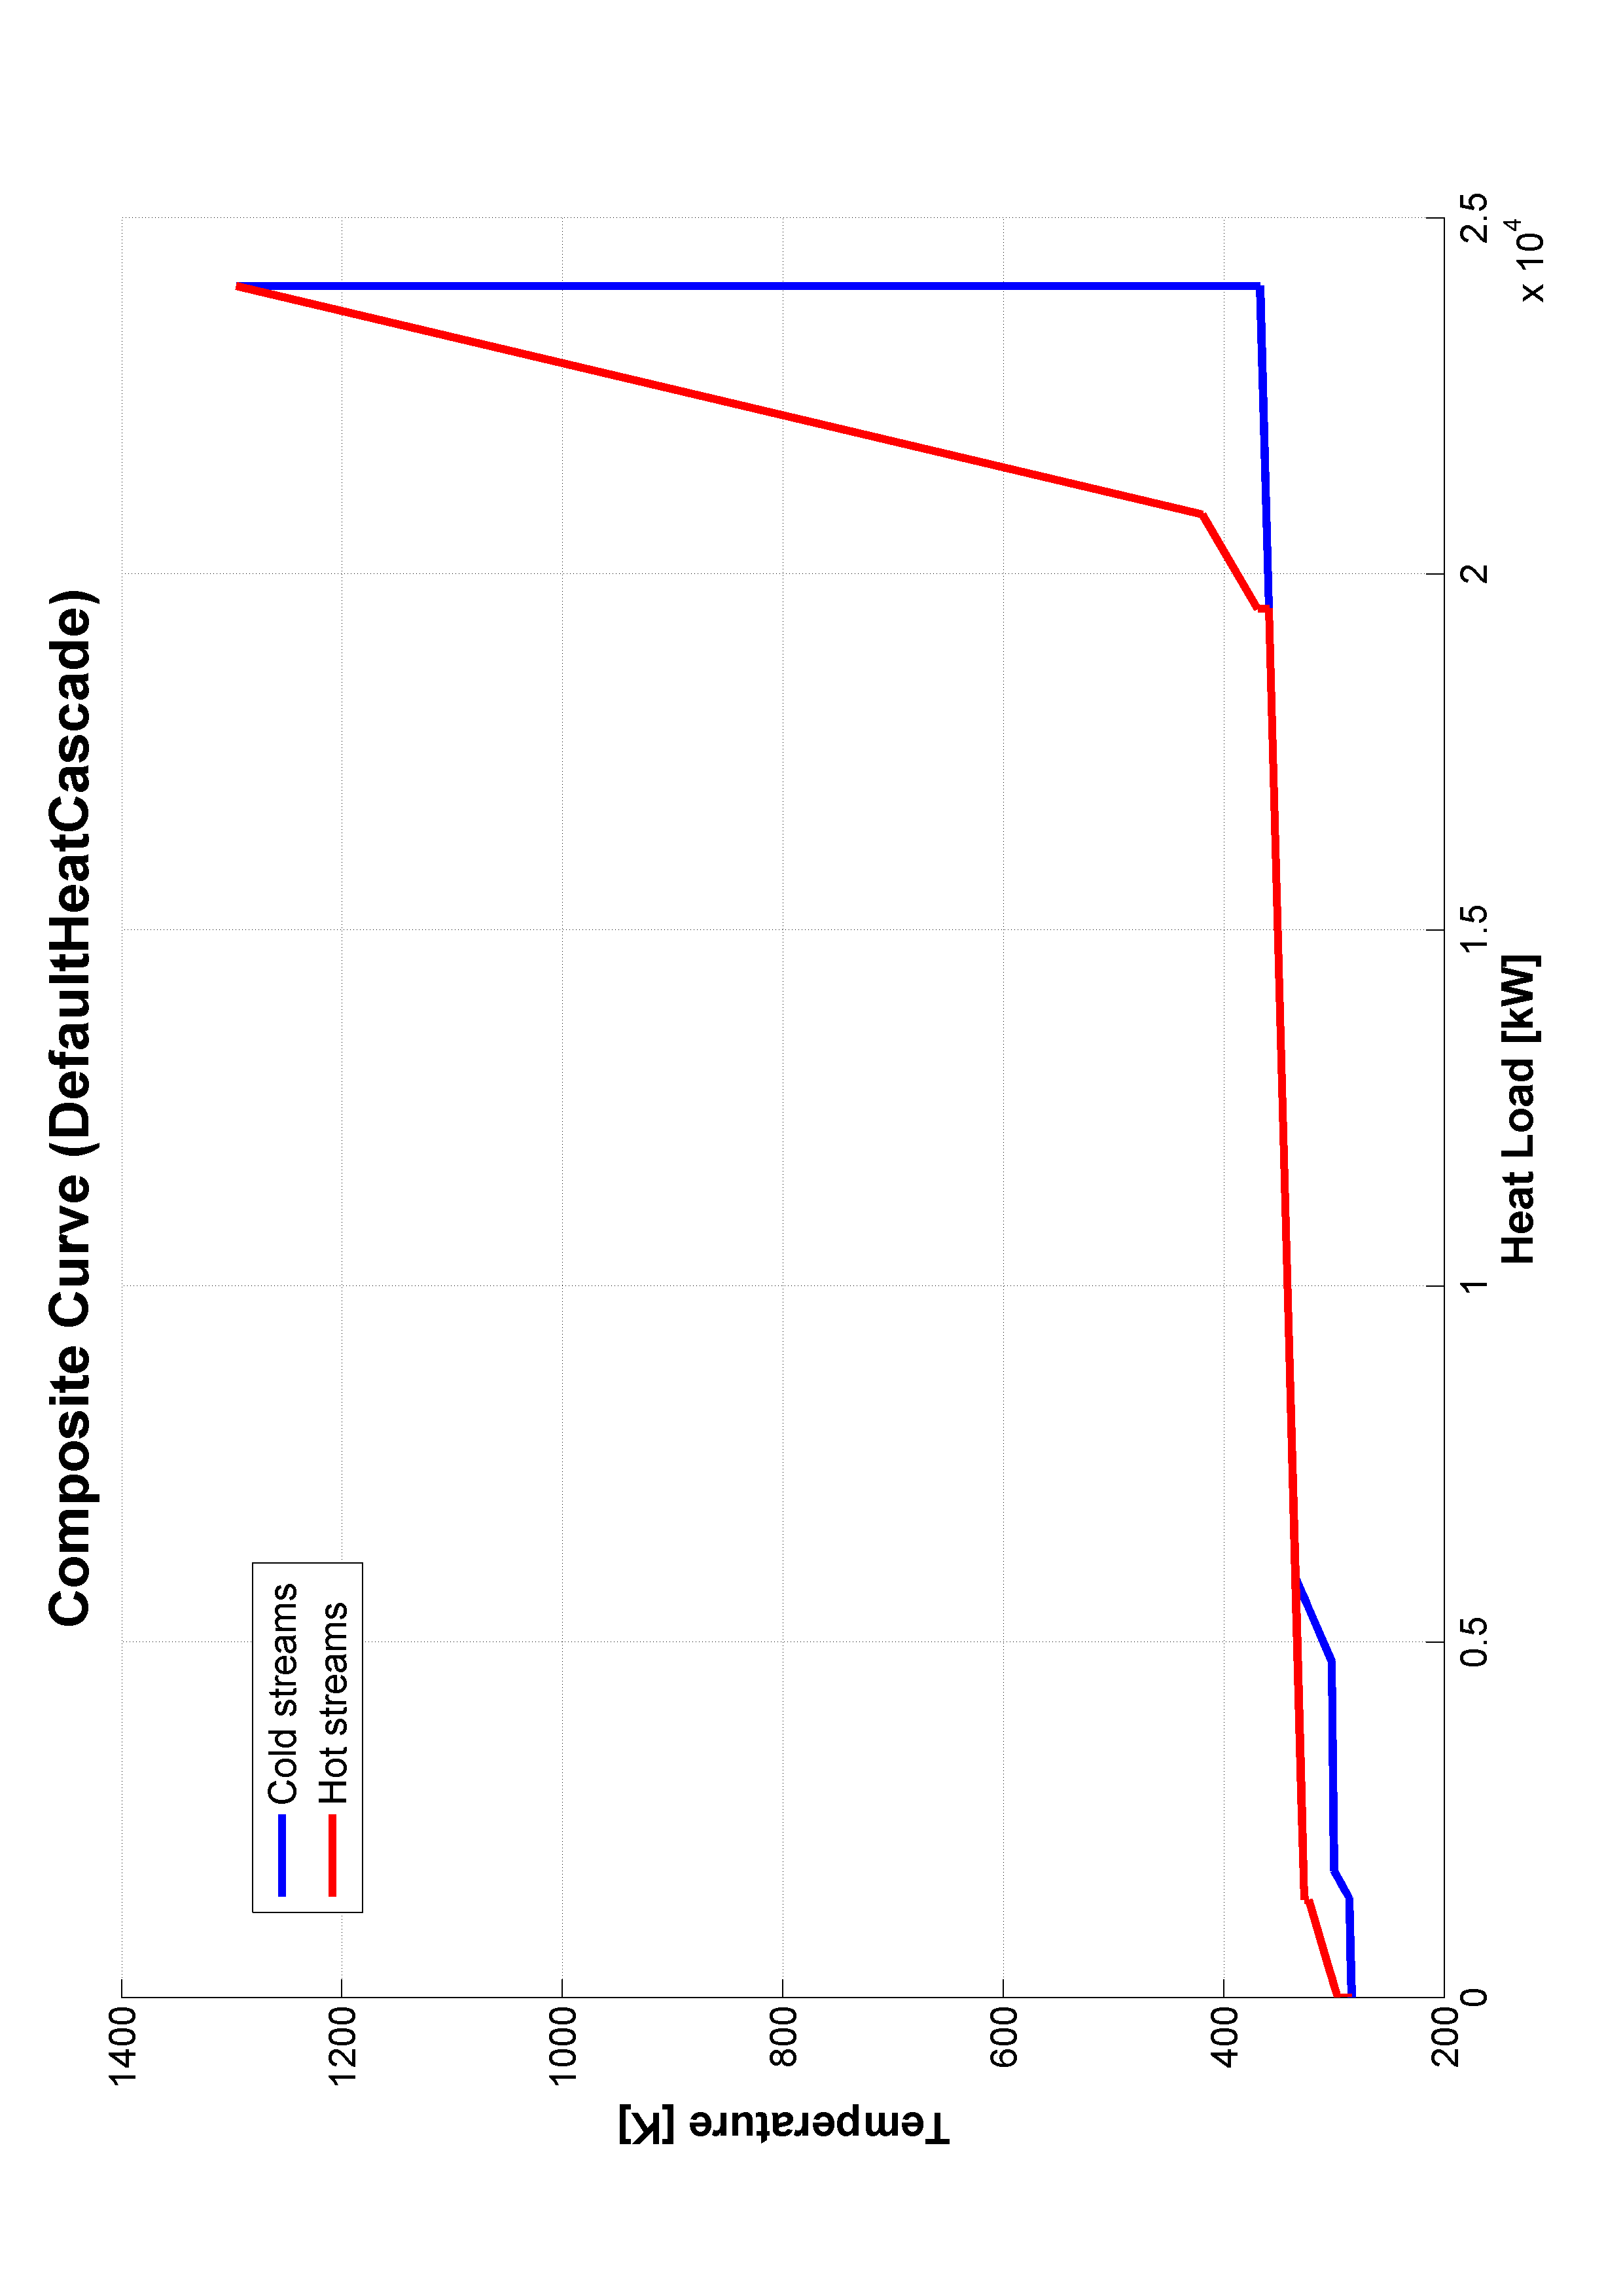 Composite Curve (DefaultHeatCascade)
Cold streams
Hot streams
1400
1200
1000
800
600
400
200
Temperature [K]
0
0.5
1
1.5
2
2.5
x 10^4
Heat Load [kW]